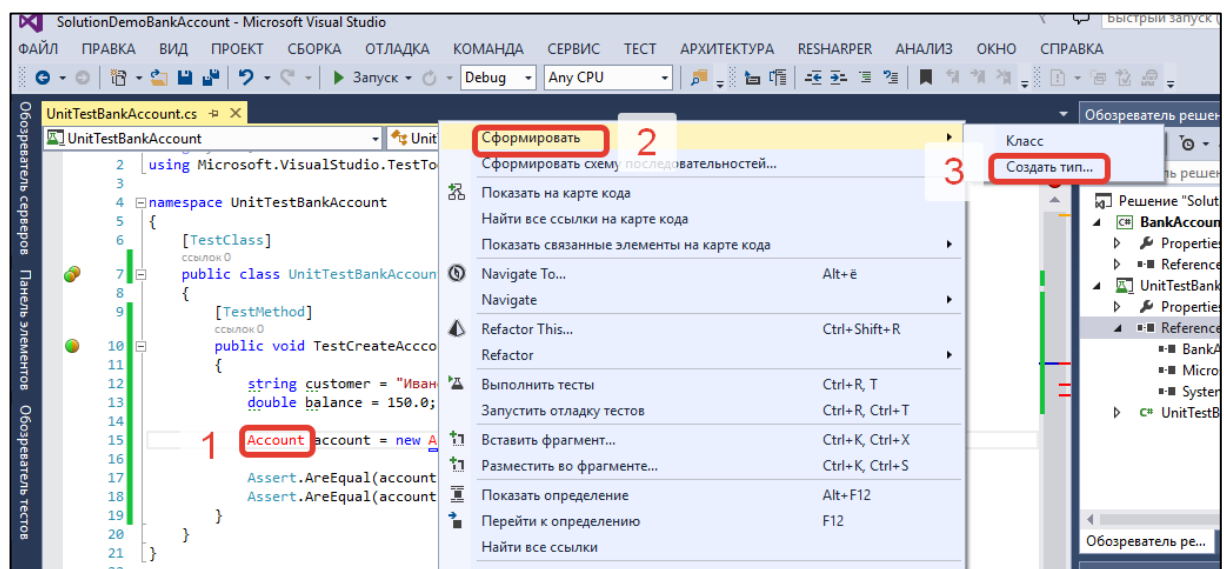 SolutionDemoBankAccount - Microsoft Visual Studio
Быстрый запуск (
ФАЙЛ ПРАВКА ВИД ПРОЕКТ СБОРКА ОТЛАДКА КОМАНДА СЕРВИС ТЕСТ АРХИТЕКТУРА RESHARPER АНАЛИЗ ОКНО СПРАВКА
Запуск Debug Any CPU
Обозреватель серверов
Панель элементов
Обозреватель тестов
UnitTestBankAccount.cs
UnitTestBankAccount
Unit
2 using Microsoft.VisualStudio.TestTo
3
4 namespace UnitTestBankAccount
5 {
6 [TestClass]
ссылок 0
7 public class UnitTestBankAccoun
8 {
9 [TestMethod]
ссылок 0
10 public void TestCreateAccco
11 {
12 string customer = "Иван
13 double balance = 150.0;
14
15 Account account = new A
16
17 Assert.AreEqual(account
18 Assert.AreEqual(account
19 }
20 }
21 }
1
Сформировать
2
Сформировать схему последовательностей...
Показать на карте кода
Найти все ссылки на карте кода
Показать связанные элементы на карте кода
Navigate To... Alt+ё
Navigate
Refactor This... Ctrl+Shift+R
Refactor
Выполнить тесты Ctrl+R, T
Запустить отладку тестов Ctrl+R, Ctrl+T
Вставить фрагмент... Ctrl+K, Ctrl+X
Разместить во фрагменте... Ctrl+K, Ctrl+S
Показать определение Alt+F12
Перейти к определению F12
Найти все ссылки
Класс
3
Создать тип...
Обозреватель решен
ь решен
Решение "Solut
C# BankAccoun
Propertie
Reference
UnitTestBank
Propertie
Reference
BankA
Micro
System
C# UnitTestB
Обозреватель ре...